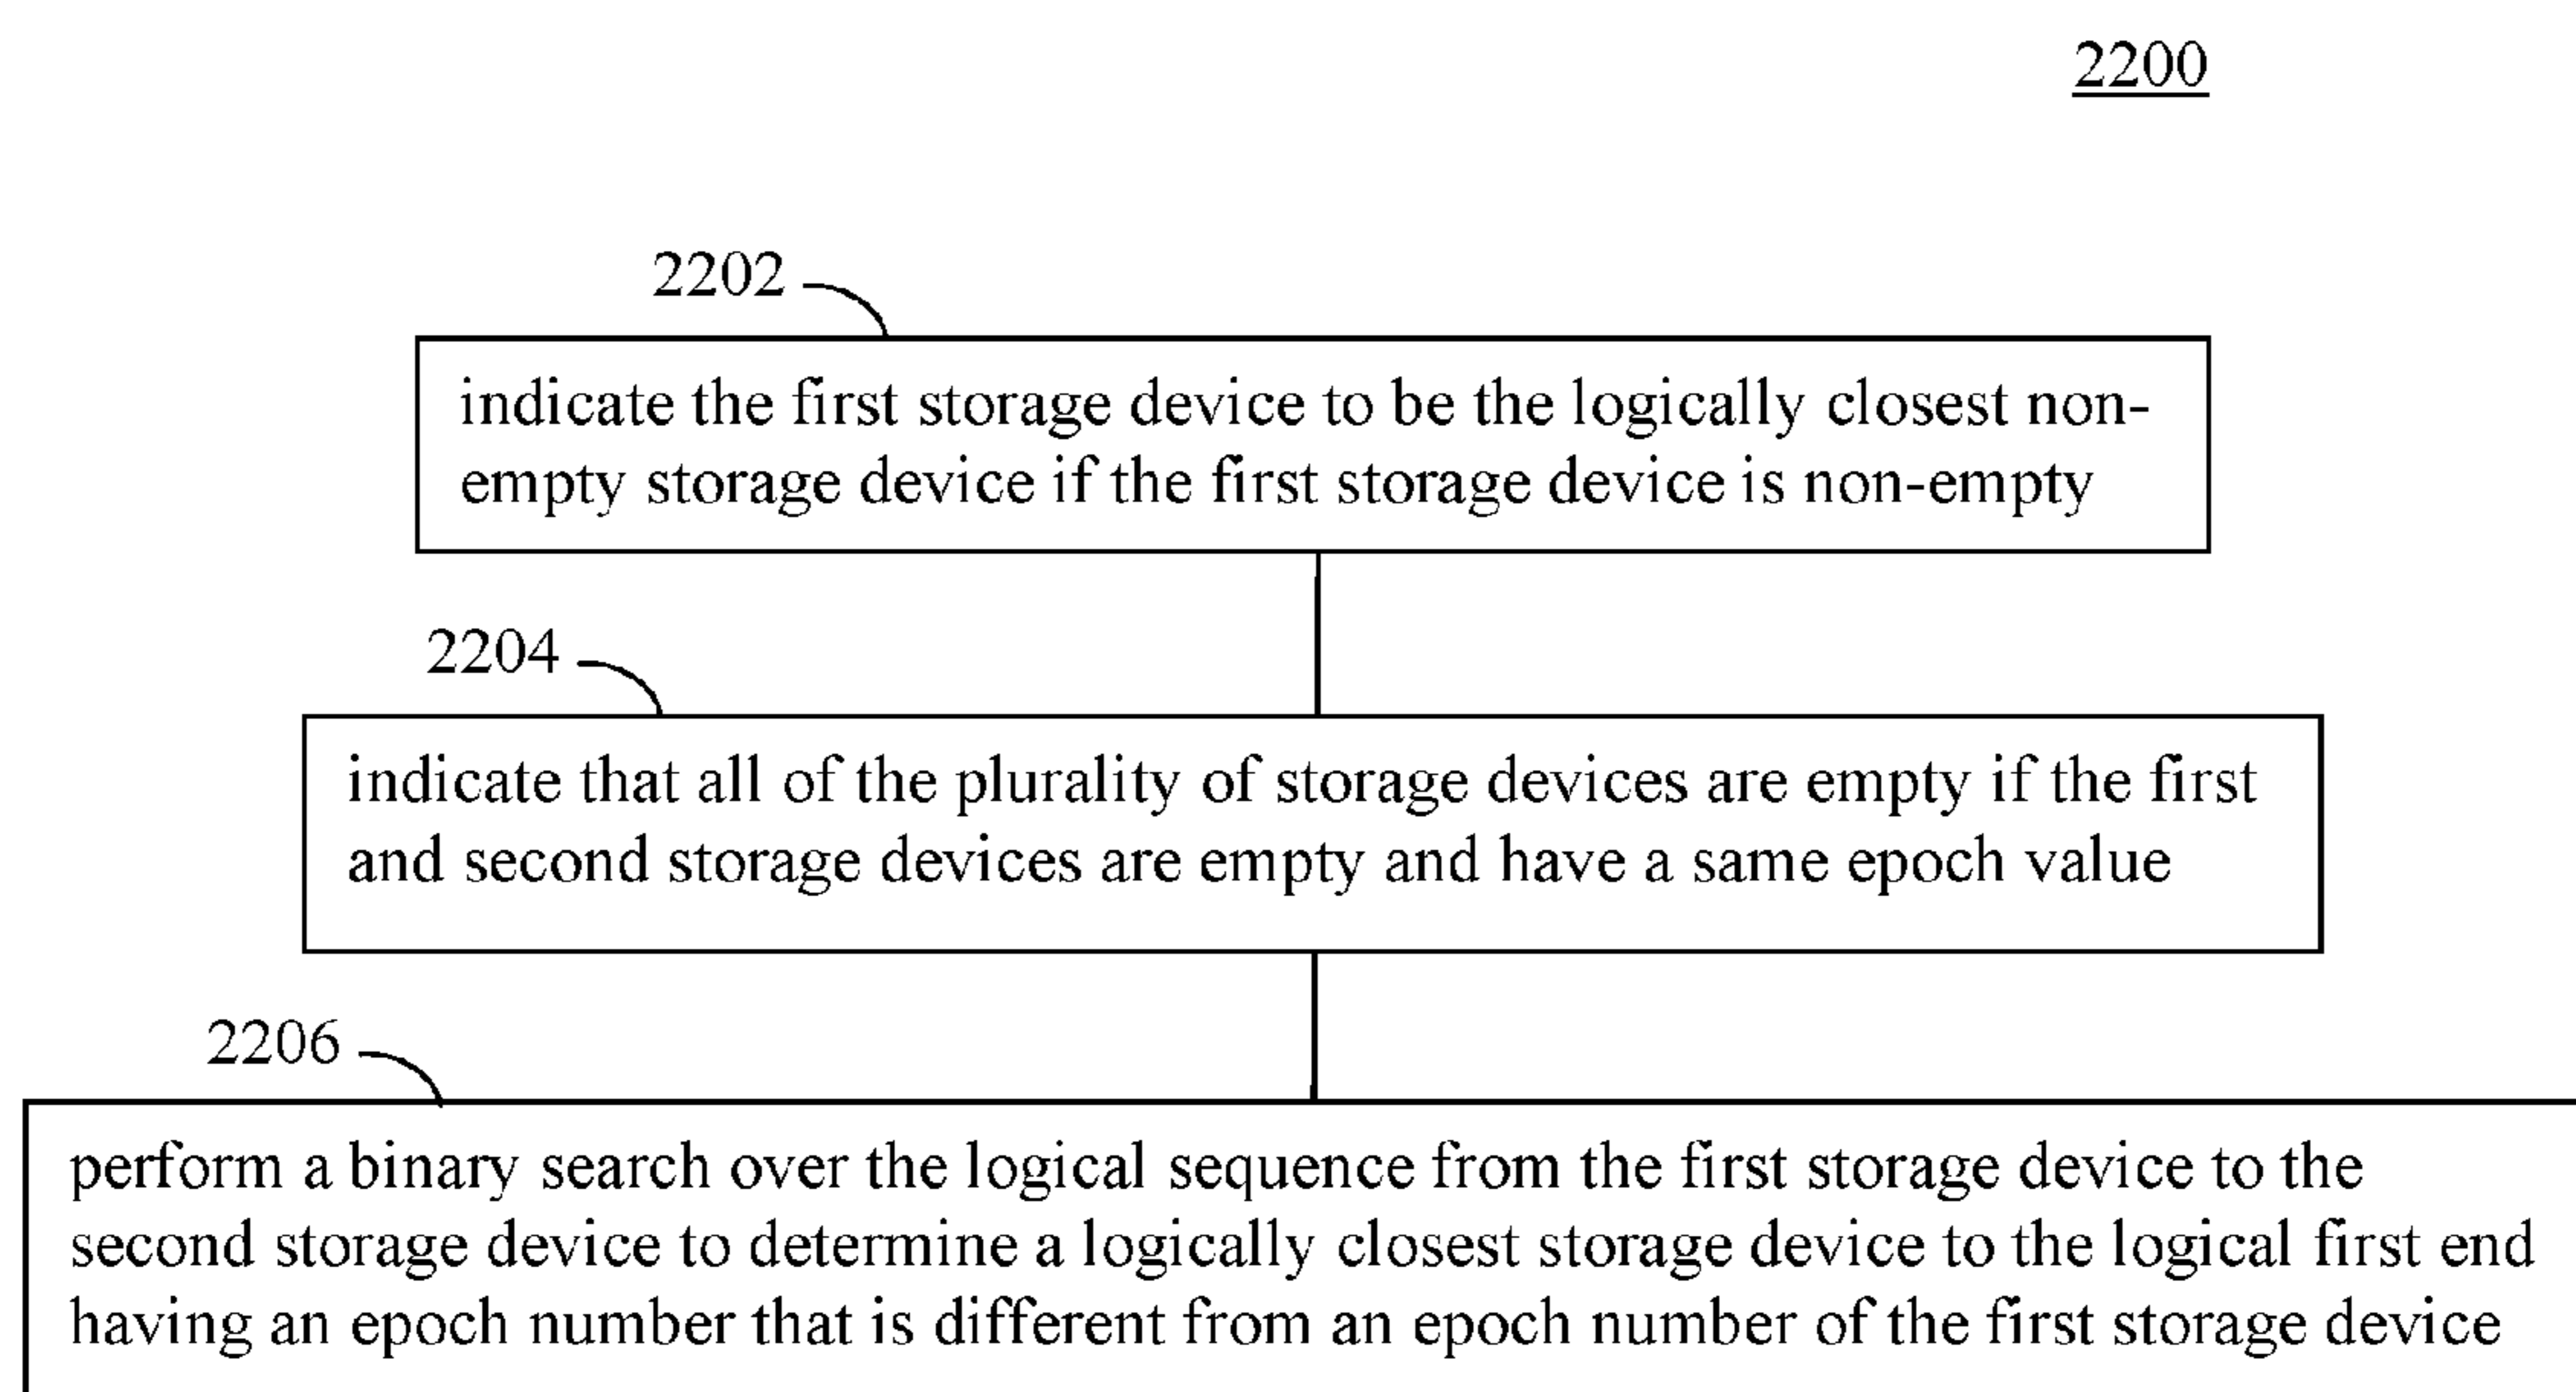 2200
2202
indicate the first storage device to be the logically closest non-
empty storage device if the first storage device is non-empty
2204
indicate that all of the plurality of storage devices are empty if the first
and second storage devices are empty and have a same epoch value
2206
perform a binary search over the logical sequence from the first storage device to the
second storage device to determine a logically closest storage device to the logical first end
having an epoch number that is different from an epoch number of the first storage device